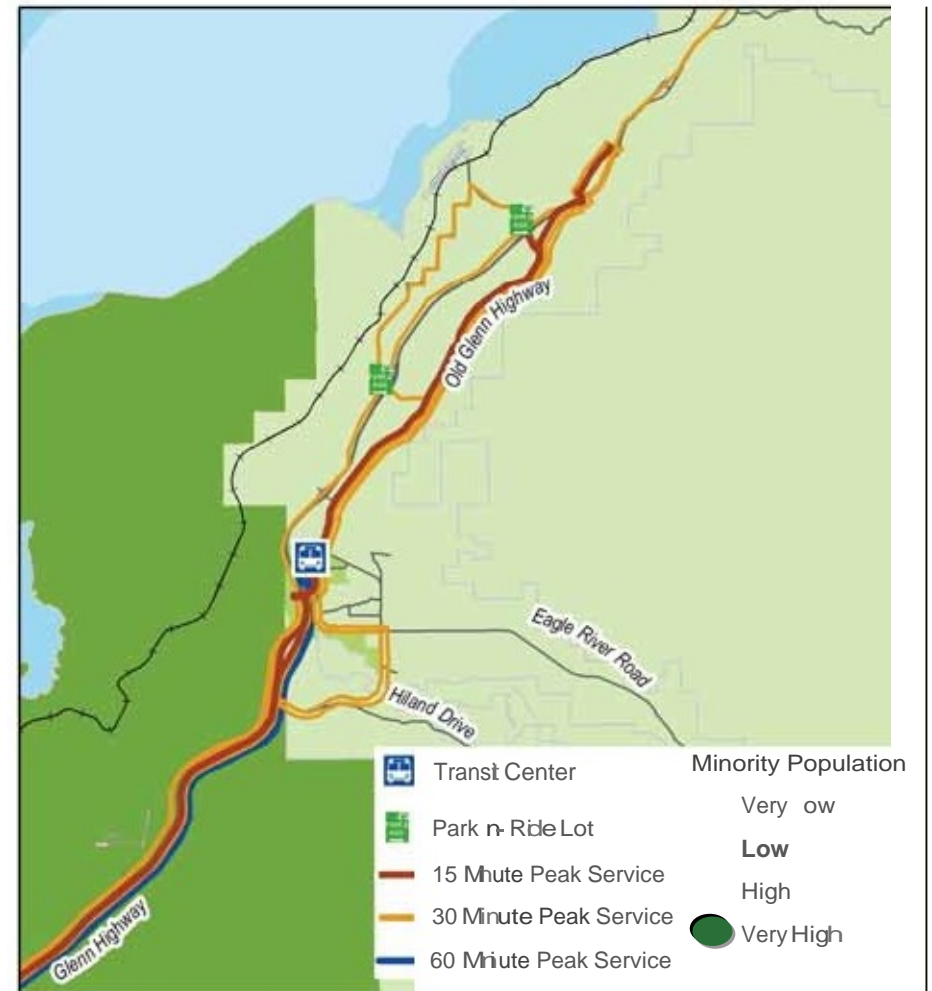 Old Glenn Highway
Eagle River Road
Hiland Drive
Glenn Highway
Transit Center
Park n- Ride Lot
15 Mnute Peak Service
30 Minute Peak Service
60 Mniute Peak Service
Minority Population
Very ow
Low
High
Very High